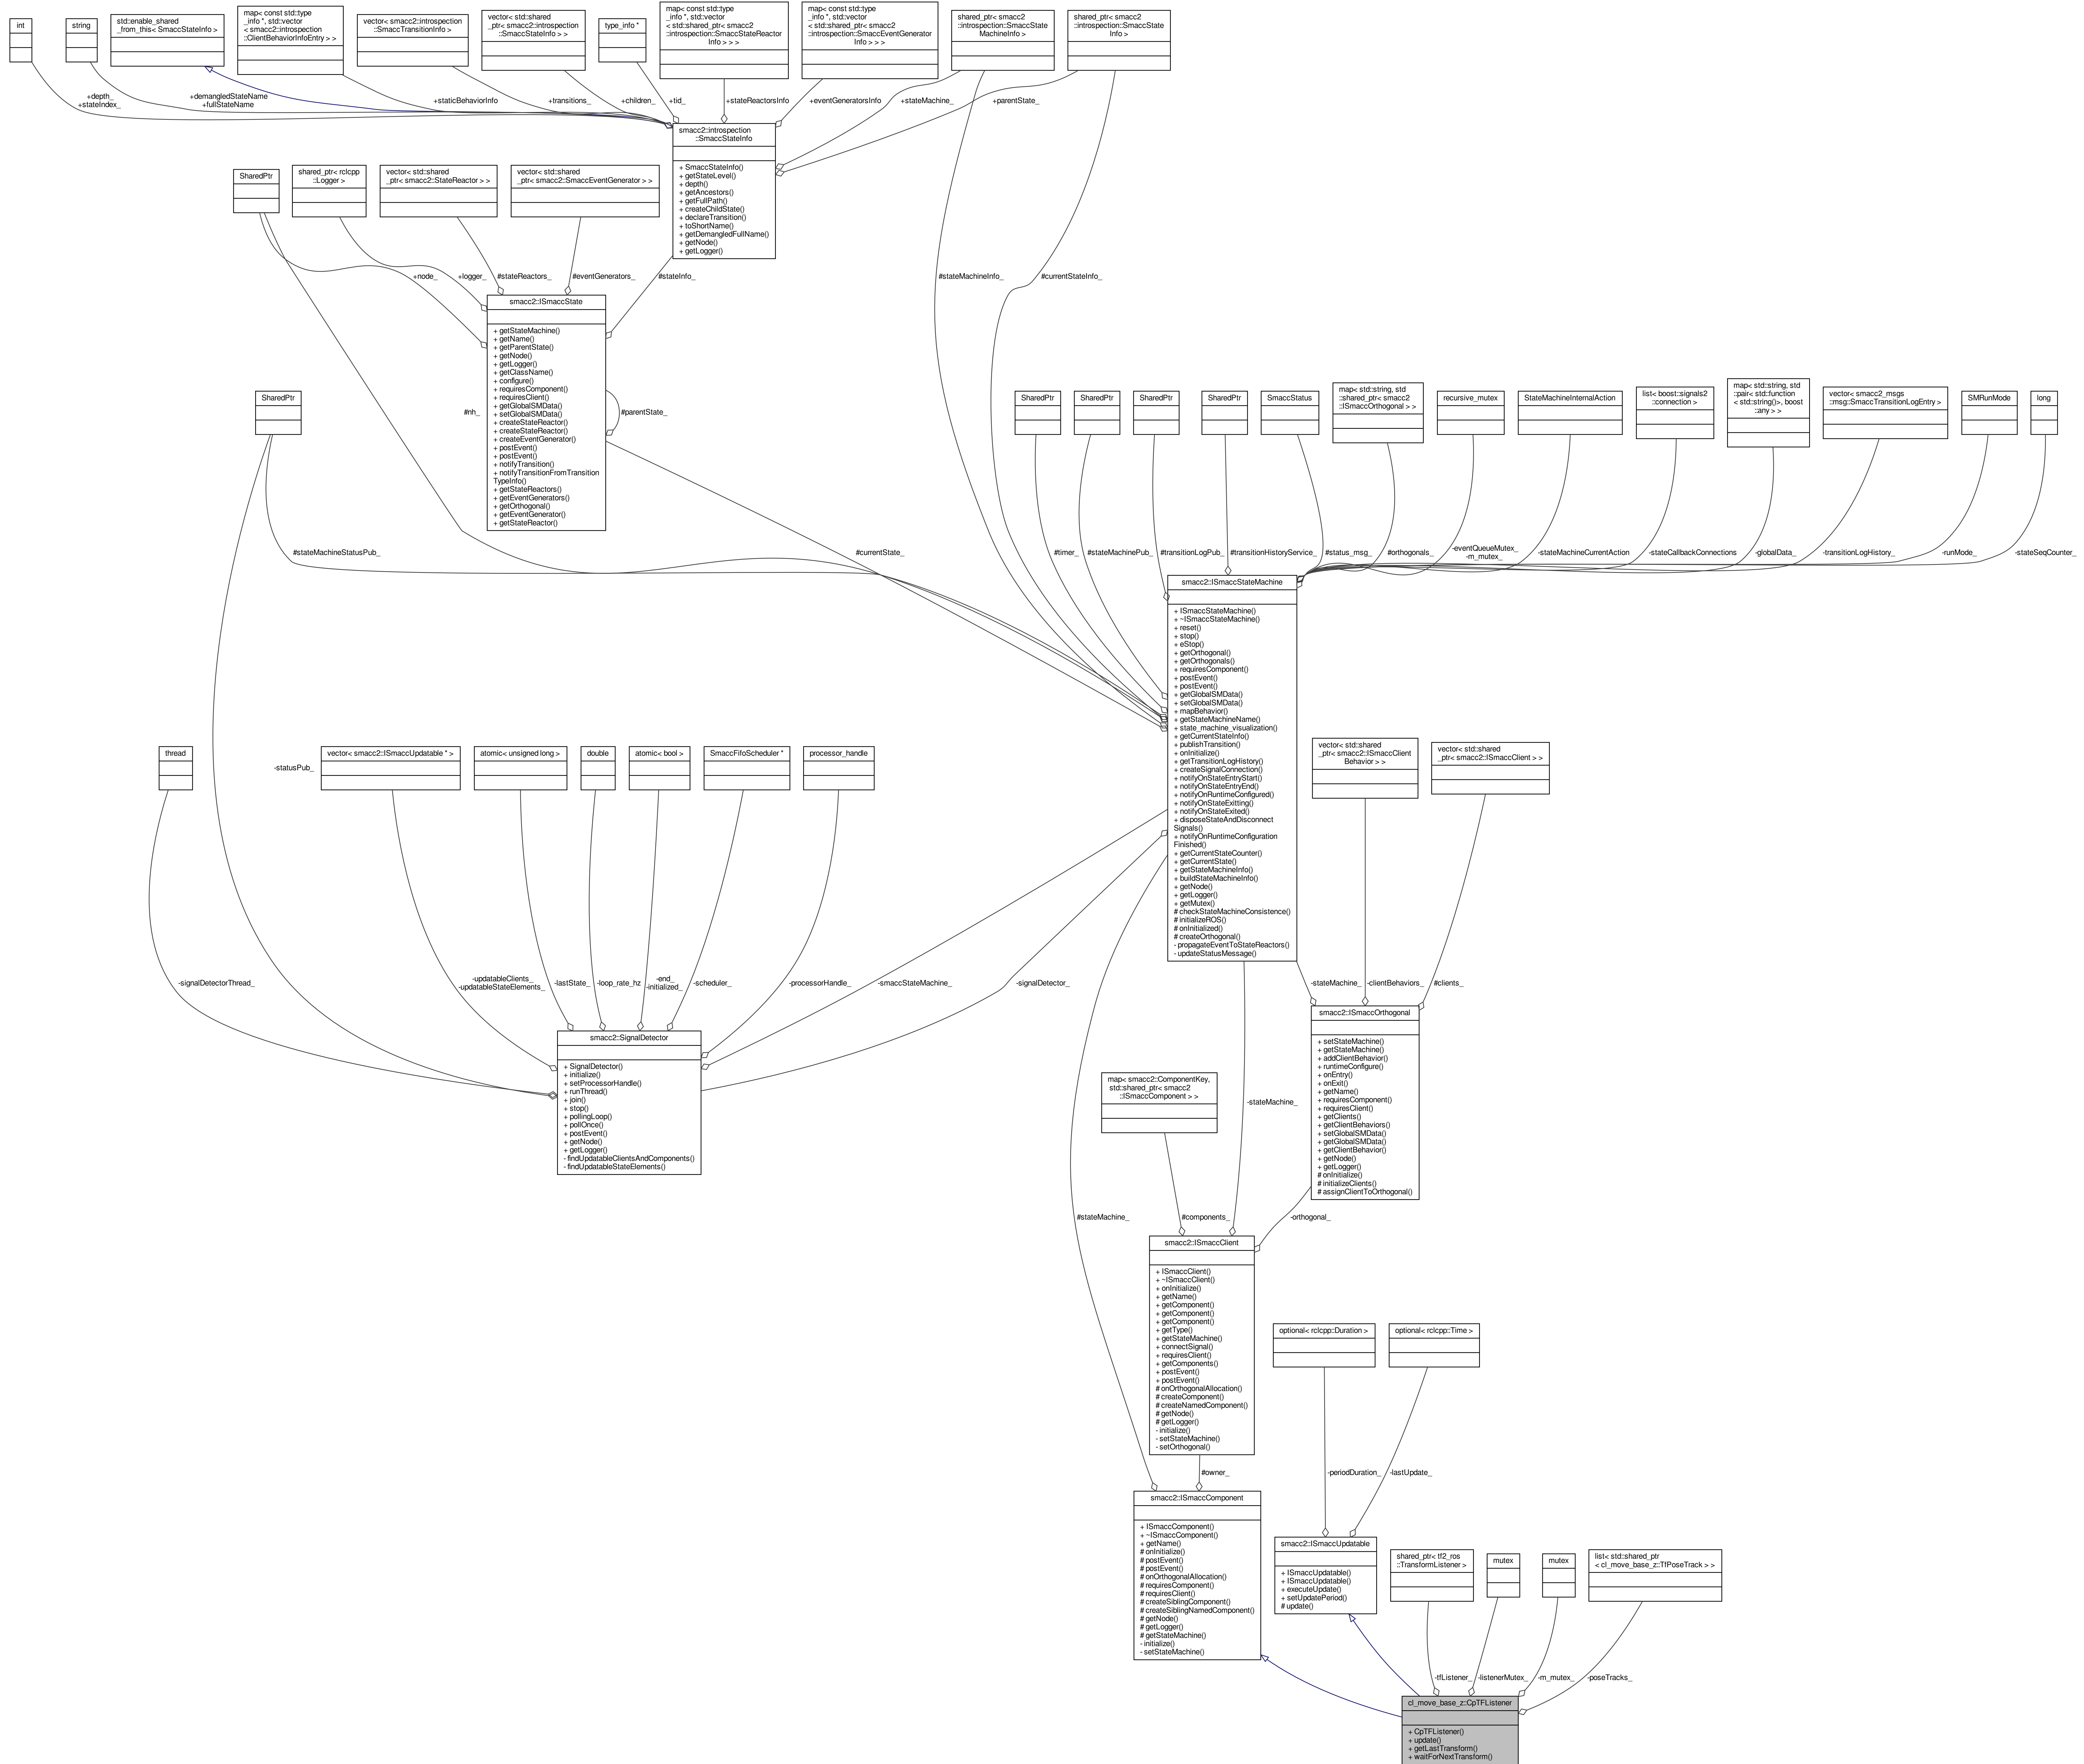 int
string
std::enable_shared
_from_this< SmaccStateInfo >
map< const std::type
_info *, std::vector
< smacc2::introspection
::ClientBehaviorInfoEntry > >
vector< smacc2::introspection
::SmaccTransitionInfo >
vector< std::shared
_ptr< smacc2::introspection
::SmaccStateInfo > >
type_info *
map< const std::type
_info *, std::vector
< std::shared_ptr< smacc2
::introspection::SmaccStateReactor
Info > > >
map< const std::type
_info *, std::vector
< std::shared_ptr< smacc2
::introspection::SmaccEventGenerator
Info > > >
shared_ptr< smacc2
::introspection::SmaccState
MachineInfo >
shared_ptr< smacc2
::introspection::SmaccState
Info >
+depth_
+stateIndex_
+demangledStateName
+fullStateName
+staticBehaviorInfo
+transitions_
+children_
+tid_
+stateReactorsInfo
+eventGeneratorsInfo
+stateMachine_
+parentState_
smacc2::introspection
::SmaccStateInfo
+ SmaccStateInfo()
+ getStateLevel()
+ depth()
+ getAncestors()
+ getFullPath()
+ createChildState()
+ declareTransition()
+ toShortName()
+ getDemangledFullName()
+ getNode()
+ getLogger()
SharedPtr
shared_ptr< rclcpp
::Logger >
vector< std::shared
_ptr< smacc2::StateReactor > >
vector< std::shared
_ptr< smacc2::SmaccEventGenerator > >
+node_
+logger_
#stateReactors_
#eventGenerators_
#stateInfo_
#stateMachineInfo_
#currentStateInfo_
smacc2::ISmaccState
+ getStateMachine()
+ getName()
+ getParentState()
+ getNode()
+ getLogger()
+ getClassName()
+ configure()
+ requiresComponent()
+ requiresClient()
+ getGlobalSMData()
+ setGlobalSMData()
+ createStateReactor()
+ createStateReactor()
+ createEventGenerator()
+ postEvent()
+ postEvent()
+ notifyTransition()
+ notifyTransitionFromTransition
TypeInfo()
+ getStateReactors()
+ getEventGenerators()
+ getOrthogonal()
+ getEventGenerator()
+ getStateReactor()
#parentState_
#nh_
SharedPtr
SharedPtr
SharedPtr
SharedPtr
SharedPtr
SmaccStatus
map< std::string, std
::shared_ptr< smacc2
::ISmaccOrthogonal > >
recursive_mutex
StateMachineInternalAction
list< boost::signals2
::connection >
map< std::string, std
::pair< std::function
< std::string()>, boost
::any > >
vector< smacc2_msgs
::msg::SmaccTransitionLogEntry >
SMRunMode
long
#stateMachineStatusPub_
#currentState_
#timer_
#stateMachinePub_
#transitionLogPub_
#transitionHistoryService_
#status_msg_
#orthogonals_
-eventQueueMutex_
-m_mutex_
-stateMachineCurrentAction
-stateCallbackConnections
-globalData_
-transitionLogHistory_
-runMode_
-stateSeqCounter_
smacc2::ISmaccStateMachine
+ ISmaccStateMachine()
+ ~ISmaccStateMachine()
+ reset()
+ stop()
+ eStop()
+ getOrthogonal()
+ getOrthogonals()
+ requiresComponent()
+ postEvent()
+ postEvent()
+ getGlobalSMData()
+ setGlobalSMData()
+ mapBehavior()
+ getStateMachineName()
+ state_machine_visualization()
+ getCurrentStateInfo()
+ publishTransition()
+ onInitialize()
+ getTransitionLogHistory()
+ createSignalConnection()
+ notifyOnStateEntryStart()
+ notifyOnStateEntryEnd()
+ notifyOnRuntimeConfigured()
+ notifyOnStateExitting()
+ notifyOnStateExited()
+ disposeStateAndDisconnect
Signals()
+ notifyOnRuntimeConfiguration
Finished()
+ getCurrentStateCounter()
+ getCurrentState()
+ getStateMachineInfo()
+ buildStateMachineInfo()
+ getNode()
+ getLogger()
+ getMutex()
# checkStateMachineConsistence()
# initializeROS()
# onInitialized()
# createOrthogonal()
- propagateEventToStateReactors()
- updateStatusMessage()
thread
-statusPub_
vector< smacc2::ISmaccUpdatable * >
atomic< unsigned long >
double
atomic< bool >
SmaccFifoScheduler *
processor_handle
vector< std::shared
_ptr< smacc2::ISmaccClient
Behavior > >
vector< std::shared
_ptr< smacc2::ISmaccClient > >
-signalDetectorThread_
-updatableClients_
-updatableStateElements_
-lastState_
-loop_rate_hz
-end_
-initialized_
-scheduler_
-processorHandle_
-smaccStateMachine_
-signalDetector_
-stateMachine_
-clientBehaviors_
#clients_
smacc2::SignalDetector
+ SignalDetector()
+ initialize()
+ setProcessorHandle()
+ runThread()
+ join()
+ stop()
+ pollingLoop()
+ pollOnce()
+ postEvent()
+ getNode()
+ getLogger()
- findUpdatableClientsAndComponents()
- findUpdatableStateElements()
smacc2::ISmaccOrthogonal
+ setStateMachine()
+ getStateMachine()
+ addClientBehavior()
+ runtimeConfigure()
+ onEntry()
+ onExit()
+ getName()
+ requiresComponent()
+ requiresClient()
+ getClients()
+ getClientBehaviors()
+ setGlobalSMData()
+ getGlobalSMData()
+ getClientBehavior()
+ getNode()
+ getLogger()
# onInitialize()
# initializeClients()
# assignClientToOrthogonal()
map< smacc2::ComponentKey,
std::shared_ptr< smacc2
::ISmaccComponent > >
-stateMachine_
#stateMachine_
#components_
-orthogonal_
smacc2::ISmaccClient
+ ISmaccClient()
+ ~ISmaccClient()
+ onInitialize()
+ getName()
+ getComponent()
+ getComponent()
+ getComponent()
+ getType()
+ getStateMachine()
+ connectSignal()
+ requiresClient()
+ getComponents()
+ postEvent()
+ postEvent()
# onOrthogonalAllocation()
# createComponent()
# createNamedComponent()
# getNode()
# getLogger()
- initialize()
- setStateMachine()
- setOrthogonal()
optional< rclcpp::Duration >
optional< rclcpp::Time >
#owner_
-periodDuration_
-lastUpdate_
smacc2::ISmaccComponent
+ ISmaccComponent()
+ ~ISmaccComponent()
+ getName()
# onInitialize()
# postEvent()
# postEvent()
# onOrthogonalAllocation()
# requiresComponent()
# requiresClient()
# createSiblingComponent()
# createSiblingNamedComponent()
# getNode()
# getLogger()
# getStateMachine()
- initialize()
- setStateMachine()
smacc2::ISmaccUpdatable
+ ISmaccUpdatable()
+ ISmaccUpdatable()
+ executeUpdate()
+ setUpdatePeriod()
# update()
shared_ptr< tf2_ros
::TransformListener >
mutex
mutex
list< std::shared_ptr
< cl_move_base_z::TfPoseTrack > >
-tfListener_
-listenerMutex_
-m_mutex_
-poseTracks_
cl_move_base_z::CpTFListener
+ CpTFListener()
+ update()
+ getLastTransform()
+ waitForNextTransform()